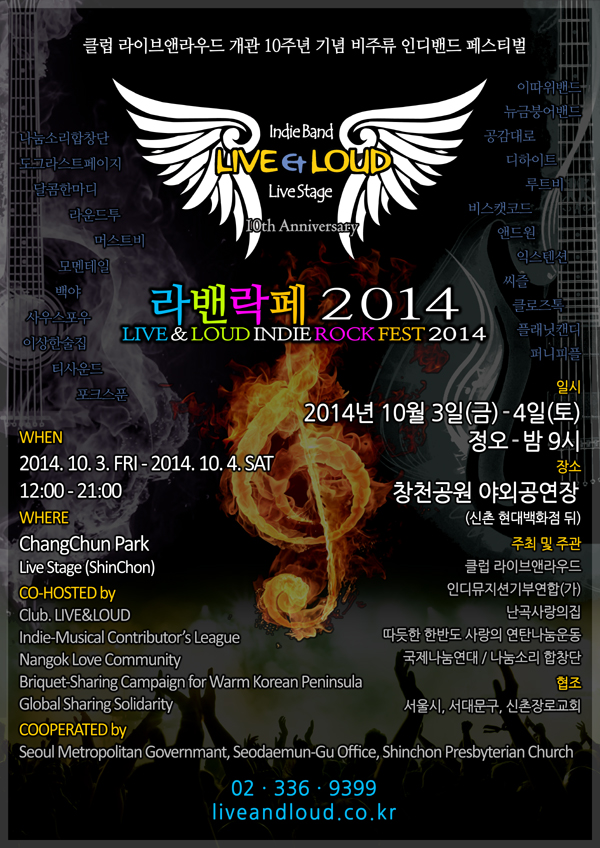 클럽 라이브앤라우드 개관 10주년 기념 비주류 인디밴드 페스티벌
Indie Band
LIVE & LOUD
Live Stage
10th Anniversary
나눔소리합창단
도그라스트페이지
달콤한마디
라운드투
머스트비
모멘테일
백야
사우스포우
이상한술집
티사운드
포크스푼
이따위밴드
뉴금붕어밴드
공감대로
디하이트
루트비
비스캣코드
앤드원
익스텐션
써즐
클로즈톡
플래닛캔디
퍼니피플
라밴락페 2014
LIVE & LOUD INDIE ROCK FEST 2014
일시
2014년 10월 3일(금) - 4일(토)
정오 - 밤 9시
장소
창천공원 야외공연장
(신촌 현대백화점 뒤)
주최 및 주관
클럽 라이브앤라우드
인디뮤지션기부연합(가)
난곡사랑의집
따듯한 한반도 사랑의 연탄나눔운동
국제나눔연대 / 나눔소리 합창단
협조
서울시, 서대문구, 신촌장로교회
WHEN
2014. 10. 3. FRI - 2014. 10. 4. SAT
12:00 - 21:00
WHERE
ChangChun Park
Live Stage (ShinChon)
CO-HOSTED by
Club. LIVE&LOUD
Indie-Musical Contributor's League
Nangok Love Community
Briquet-Sharing Campaign for Warm Korean Peninsula
Global Sharing Solidarity
COOPERATED by
Seoul Metropolitan Governmant, Seodaemun-Gu Office, Shinchon Presbyterian Church
02 · 336 · 9399
liveandloud.co.kr